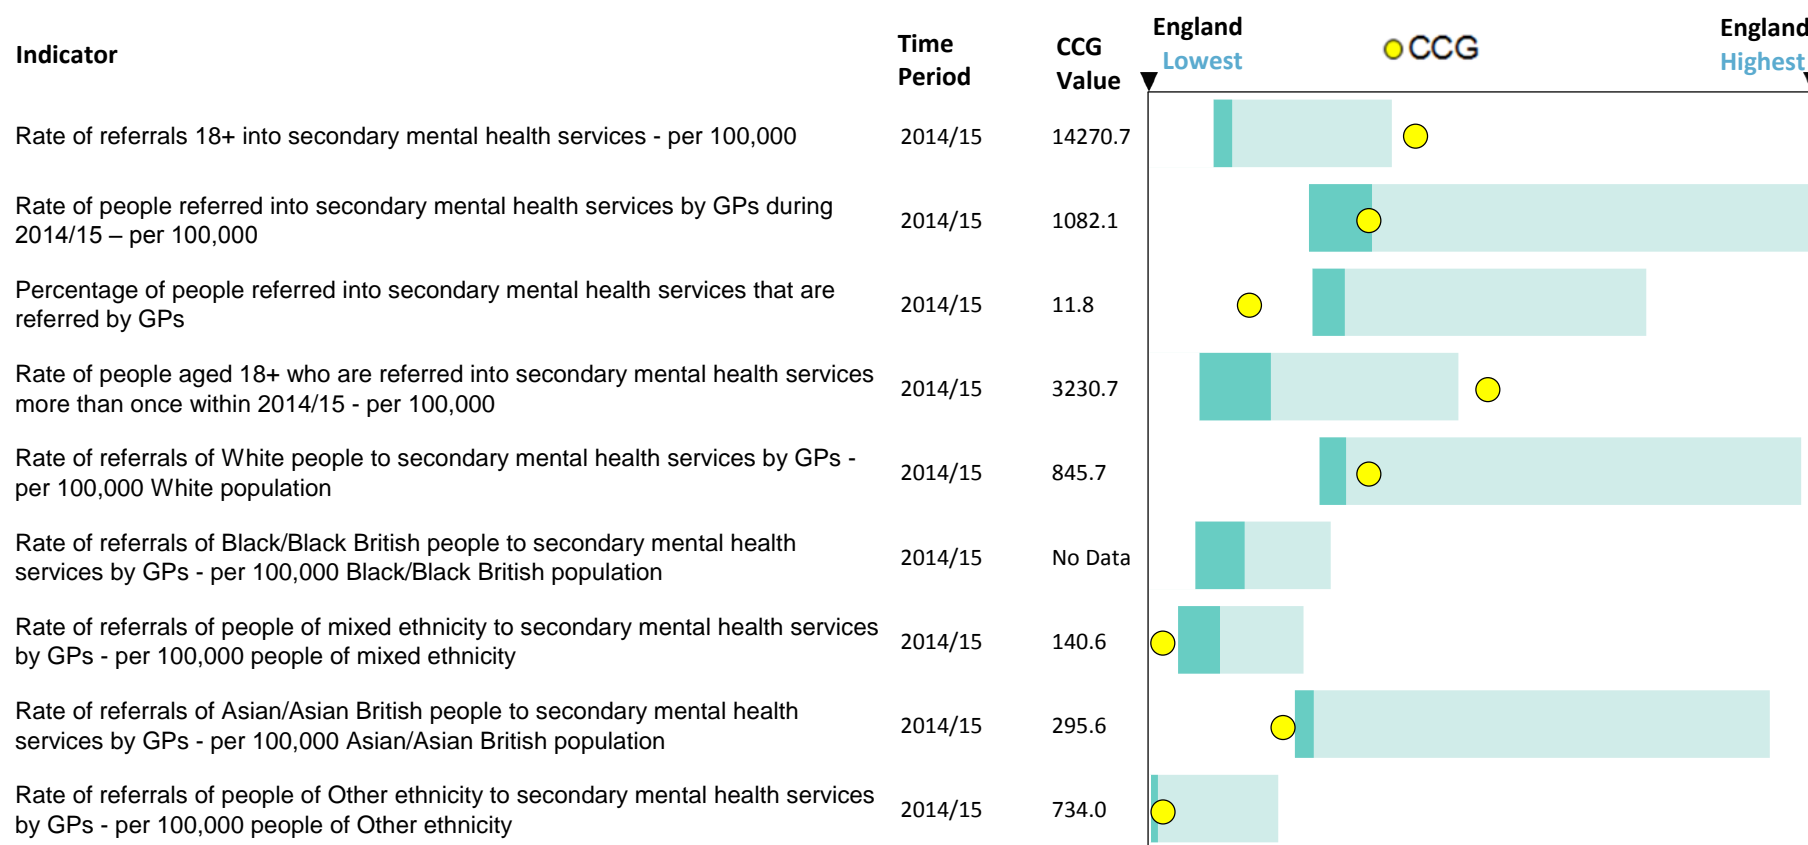 Indicator
Time
Period
CCG
Value
England
Lowest
CCG
England
Highest
Rate of referrals 18+ into secondary mental health services - per 100,000
2014/15
14270.7
Rate of people referred into secondary mental health services by GPs during
2014/15 – per 100,000
2014/15
1082.1
Percentage of people referred into secondary mental health services that are
referred by GPs
2014/15
11.8
Rate of people aged 18+ who are referred into secondary mental health services
more than once within 2014/15 - per 100,000
2014/15
3230.7
Rate of referrals of White people to secondary mental health services by GPs -
per 100,000 White population
2014/15
845.7
Rate of referrals of Black/Black British people to secondary mental health
services by GPs - per 100,000 Black/Black British population
2014/15
No Data
Rate of referrals of people of mixed ethnicity to secondary mental health services
by GPs - per 100,000 people of mixed ethnicity
2014/15
140.6
Rate of referrals of Asian/Asian British people to secondary mental health
services by GPs - per 100,000 Asian/Asian British population
2014/15
295.6
Rate of referrals of people of Other ethnicity to secondary mental health services
by GPs - per 100,000 people of Other ethnicity
2014/15
734.0